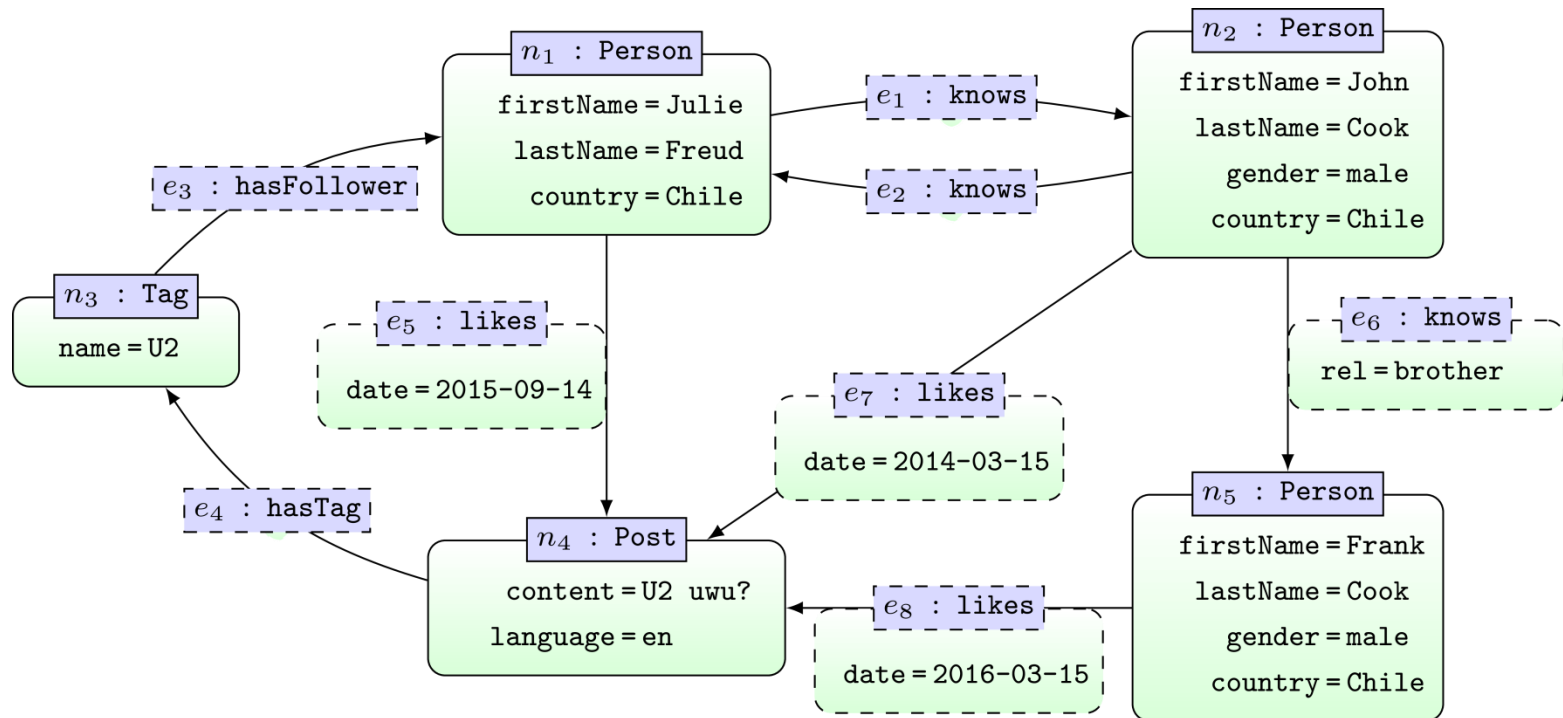 n₁ : Person
firstName = Julie
lastName = Freud
country = Chile
e₁ : knows
e₂ : knows
n₂ : Person
firstName = John
lastName = Cook
gender = male
country = Chile
e₃ : hasFollower
n₃ : Tag
name = U2
e₅ : likes
date = 2015-09-14
e₇ : likes
date = 2014-03-15
e₆ : knows
rel = brother
e₄ : hasTag
n₄ : Post
content = U2 uwu?
language = en
e₈ : likes
date = 2016-03-15
n₅ : Person
firstName = Frank
lastName = Cook
gender = male
country = Chile